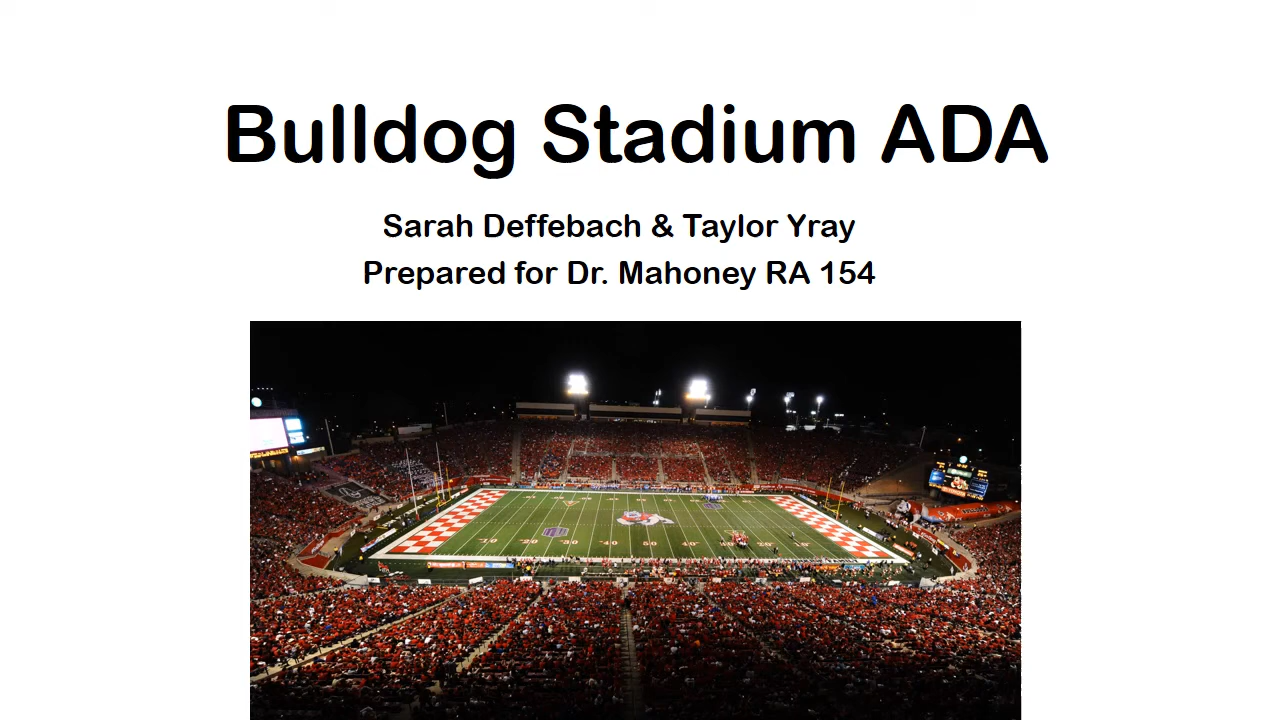 Bulldog Stadium ADA
Sarah Deffebach & Taylor Yray
Prepared for Dr. Mahoney RA 154